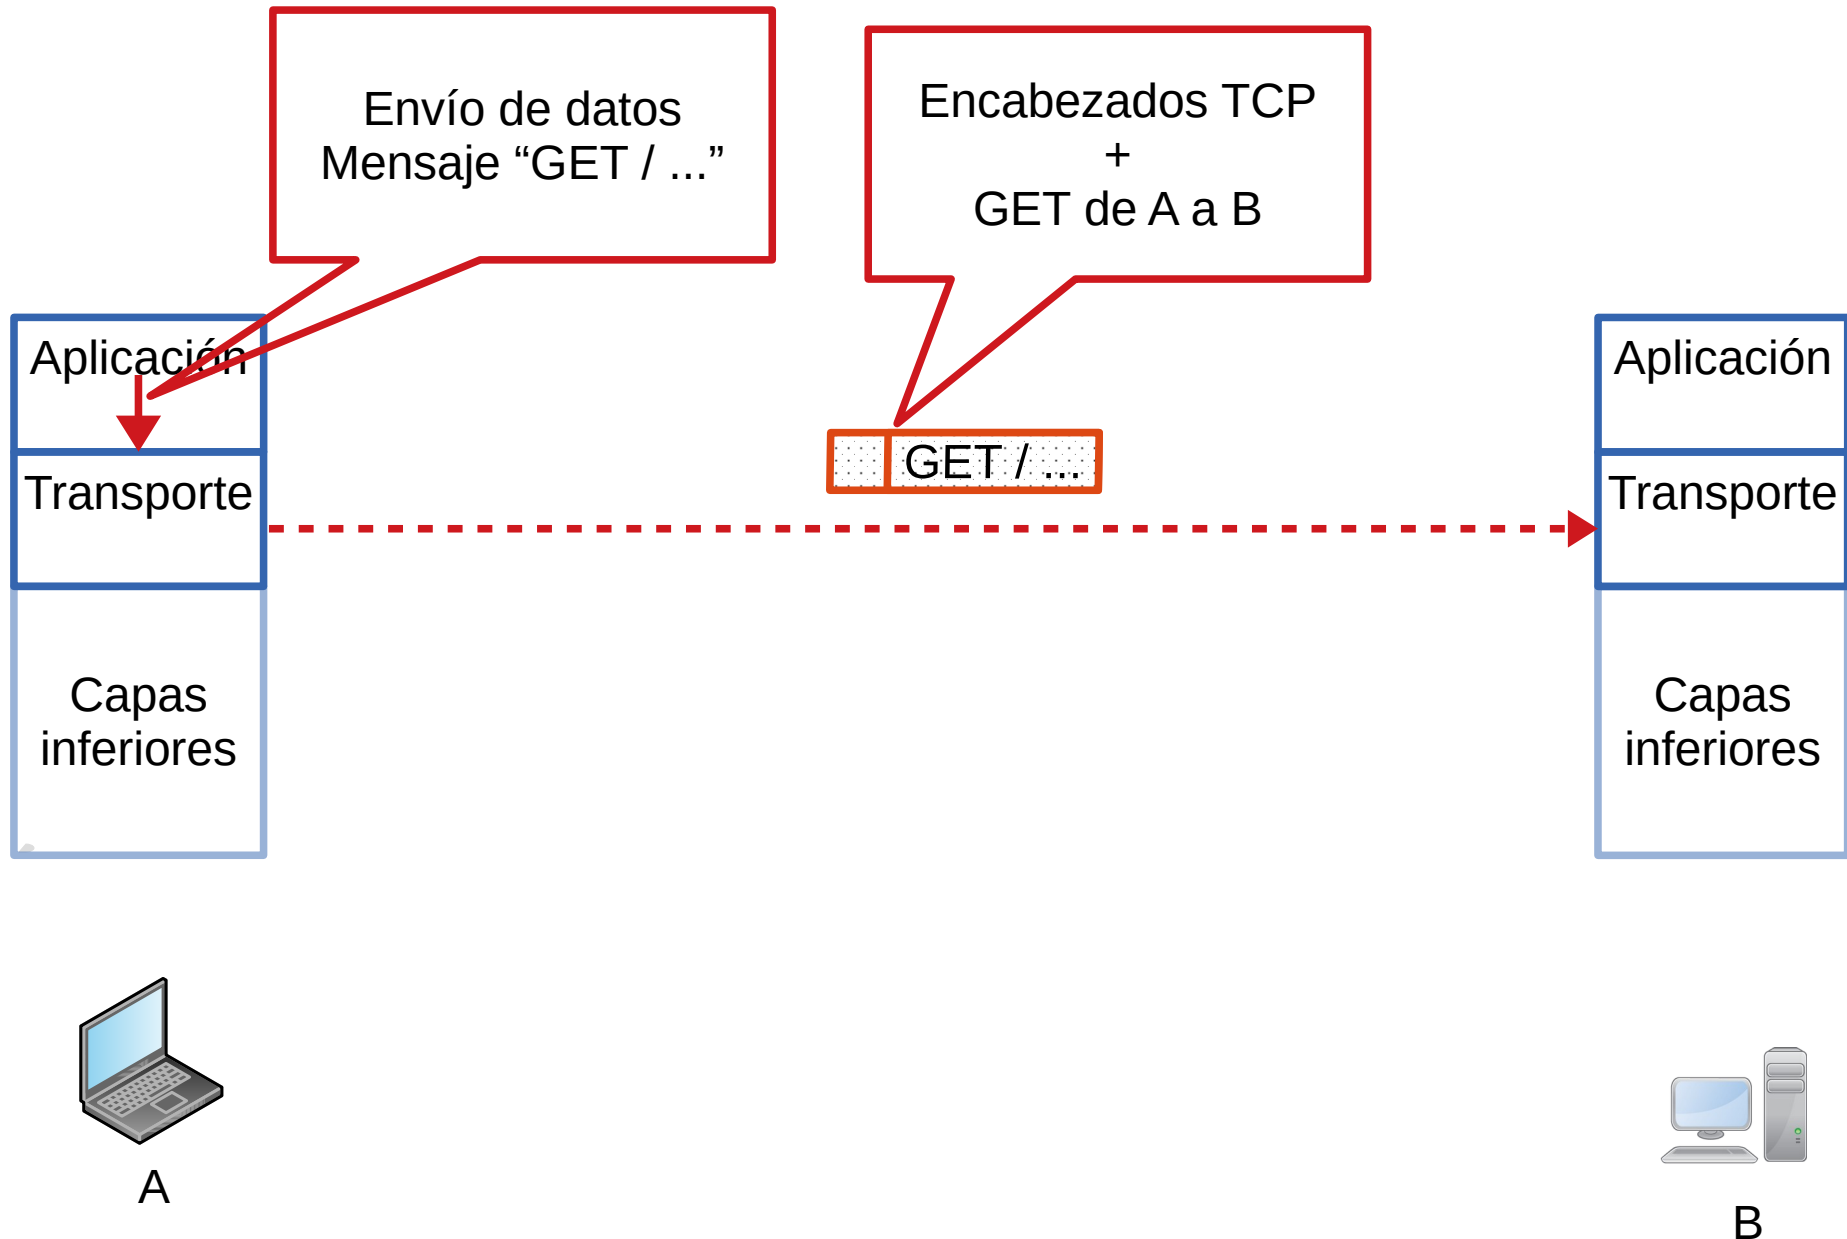 Envío de datos
Mensaje “GET / ...”
Encabezados TCP
+
GET de A a B
Aplicación
Transporte
Capas
inferiores
GET / ...
Aplicación
Transporte
Capas
inferiores
A
B